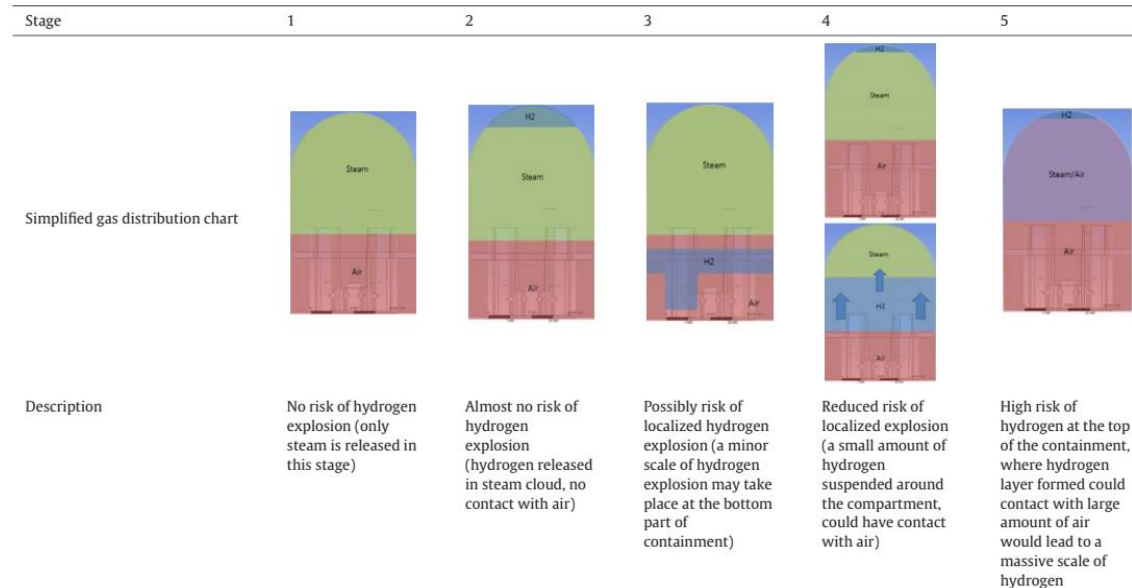 Stage 1 2 3 4 5
Simplified gas distribution chart
Steam
Air
H2
Steam
Air
Steam
H2
Air
H2
Steam
Air
Steam
H2
Air
H2
Steam/Air
Air
Description
No risk of hydrogen
explosion (only
steam is released in
this stage)
Almost no risk of
hydrogen
explosion
(hydrogen released
in steam cloud, no
contact with air)
Possibly risk of
localized hydrogen
explosion (a minor
scale of hydrogen
explosion may take
place at the bottom
part of
containment)
Reduced risk of
localized explosion
(a small amount of
hydrogen
suspended around
the compartment,
could have contact
with air)
High risk of
hydrogen at the top
of the containment,
where hydrogen
layer formed could
contact with large
amount of air
would lead to a
massive scale of
hydrogen